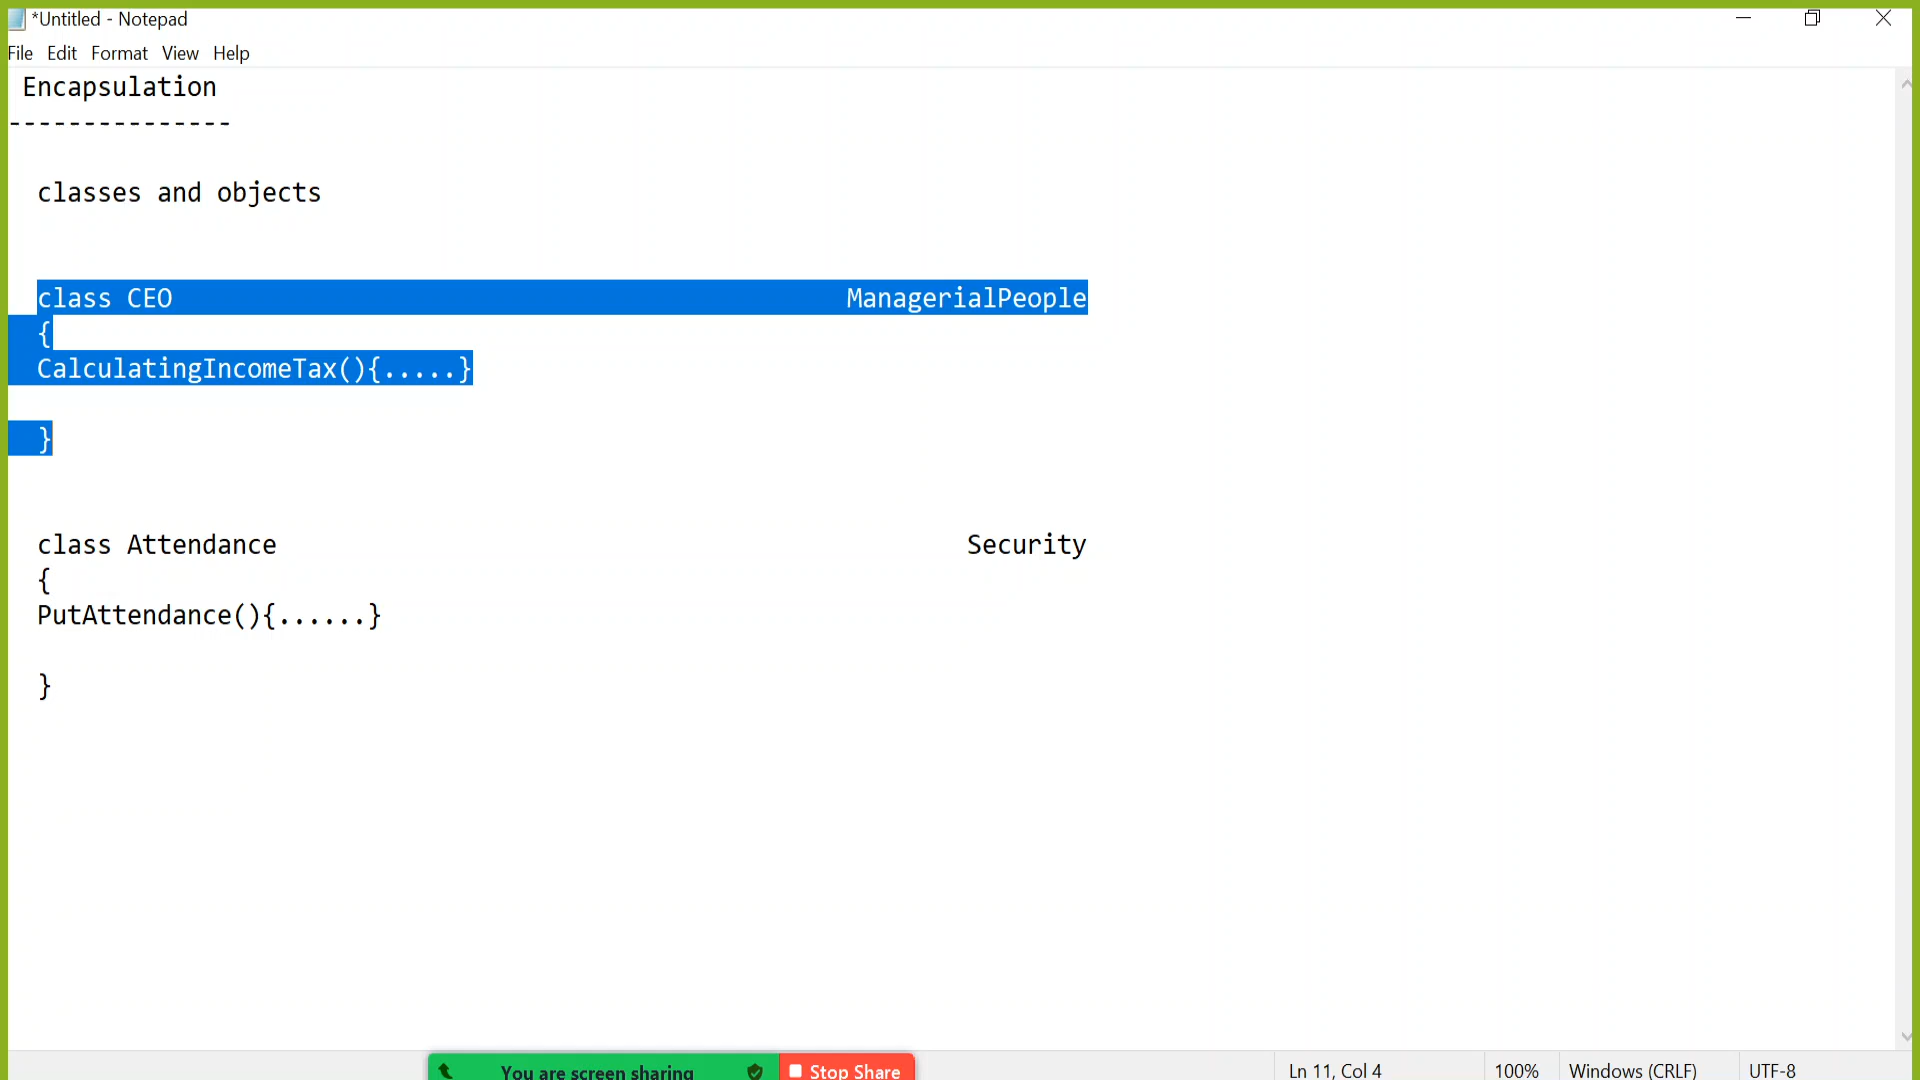 *Untitled - Notepad
File Edit Format View Help
Encapsulation
---------------
classes and objects
class CEO ManagerialPeople
{
CalculatingIncomeTax(){.....}
}
class Attendance Security
{
PutAttendance(){......}
}
You are screen sharing Stop Share Ln 11, Col 4 100% Windows (CRLF) UTF-8